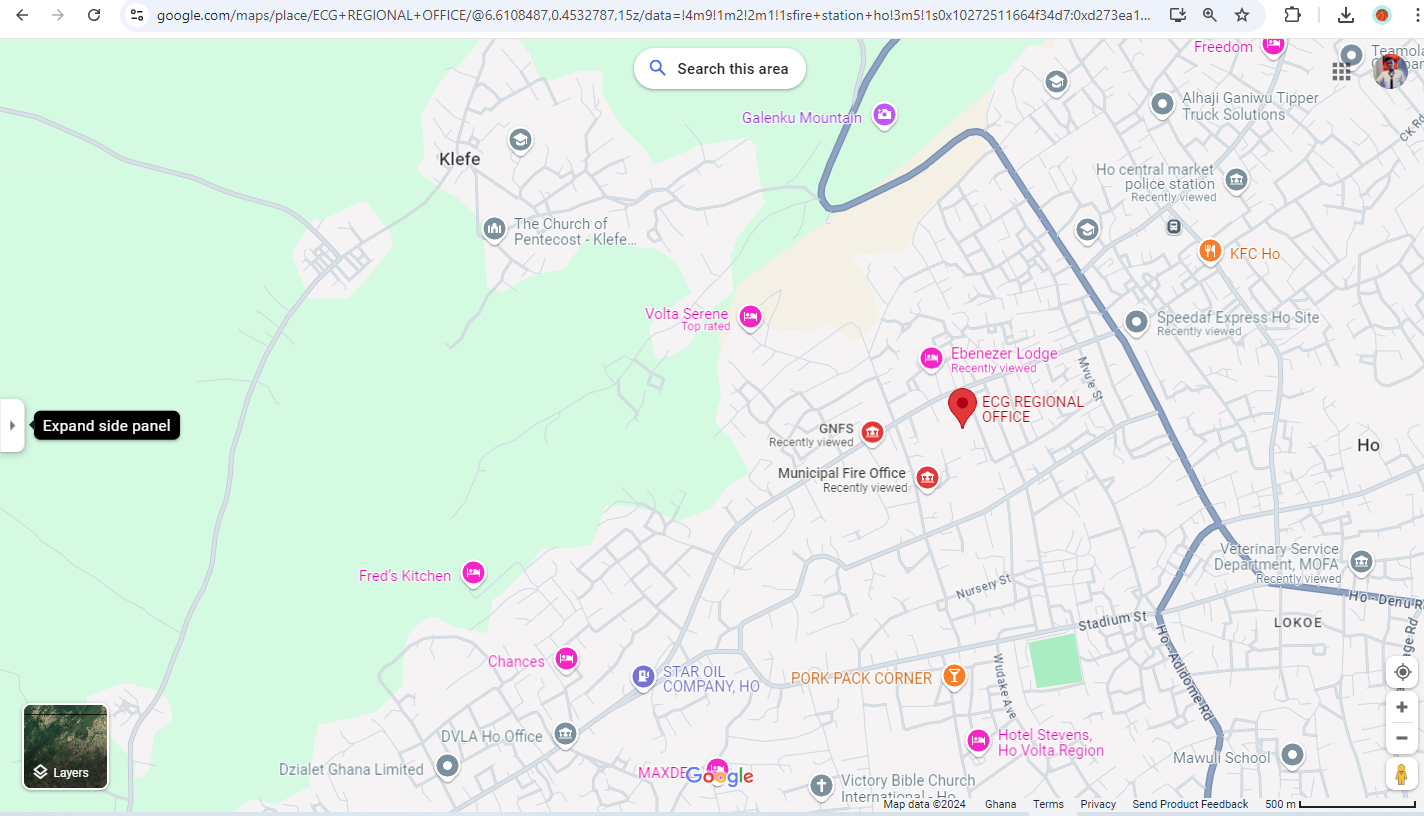 google.com/maps/place/ECG+REGIONAL+OFFICE/@6.6108487,0.4532787,15z/data=!4m9!1m2!2m1!1sfire+station+ho!3m5!1s0x10272511664f34d7:0xd273ea1...
Search this area
Freedom
Galenku Mountain
Alhaji Ganiwu Tipper
Truck Solutions
CK Rd
Klefe
Ho central market
police station
Recently viewed
The Church of
Pentecost - Klefe...
KFC Ho
Volta Serene
Top rated
Speedaf Express Ho Site
Recently viewed
Ebenezer Lodge
Recently viewed
Mvu'e St
ECG REGIONAL
OFFICE
Expand side panel
GNFS
Recently viewed
Ho
Municipal Fire Office
Recently viewed
Fred's Kitchen
Veterinary Service
Department, MOFA
Recently viewed
Nursely St
Ho - Denu R
Stadium St
LOKOE
Chances
STAR OIL
COMPANY, HO
PORK PACK CORNER
Wudake Ave
Ho - Adidome Rd
DVLA Ho Office
Hotel Stevens,
Ho Volta Region
Mawuli School
Dzialet Ghana Limited
Layers
MAXDE
Google
Victory Bible Church
International - Ho
Map data ©2024
Ghana
Terms
Privacy
Send Product Feedback
500 m